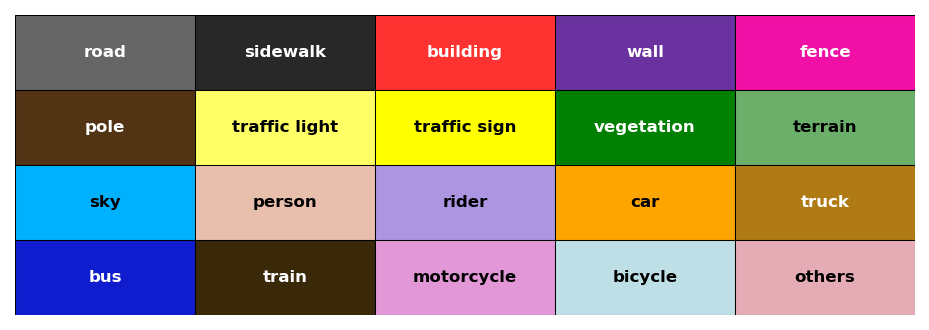 road sidewalk building wall fence
pole traffic light traffic sign vegetation terrain
sky person rider car truck
bus train motorcycle bicycle others